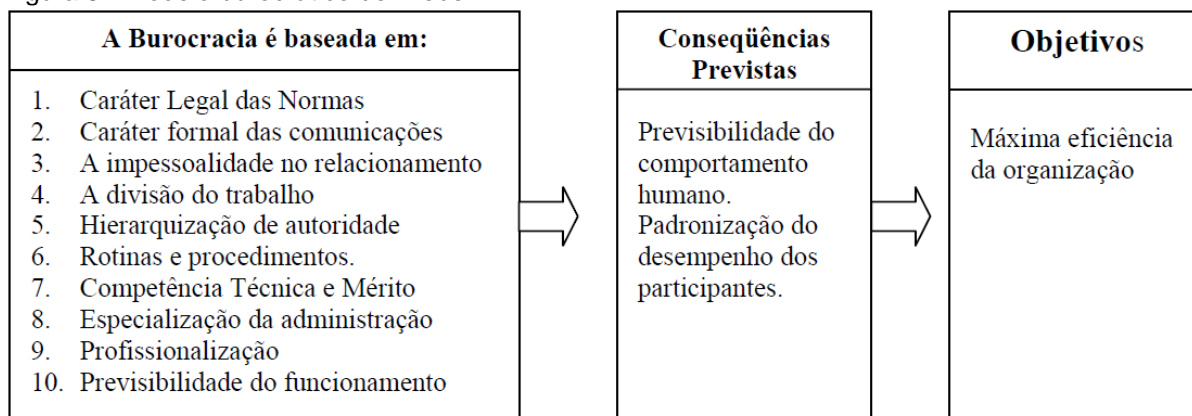 A Burocracia é baseada em:
1. Caráter Legal das Normas
2. Caráter formal das comunicações
3. A impessoalidade no relacionamento
4. A divisão do trabalho
5. Hierarquização de autoridade
6. Rotinas e procedimentos.
7. Competência Técnica e Mérito
8. Especialização da administração
9. Profissionalização
10. Previsibilidade do funcionamento
Conseqüências
Previstas
Previsibilidade do
comportamento
humano.
Padronização do
desempenho dos
participantes.
Objetivos
Máxima eficiência
da organização